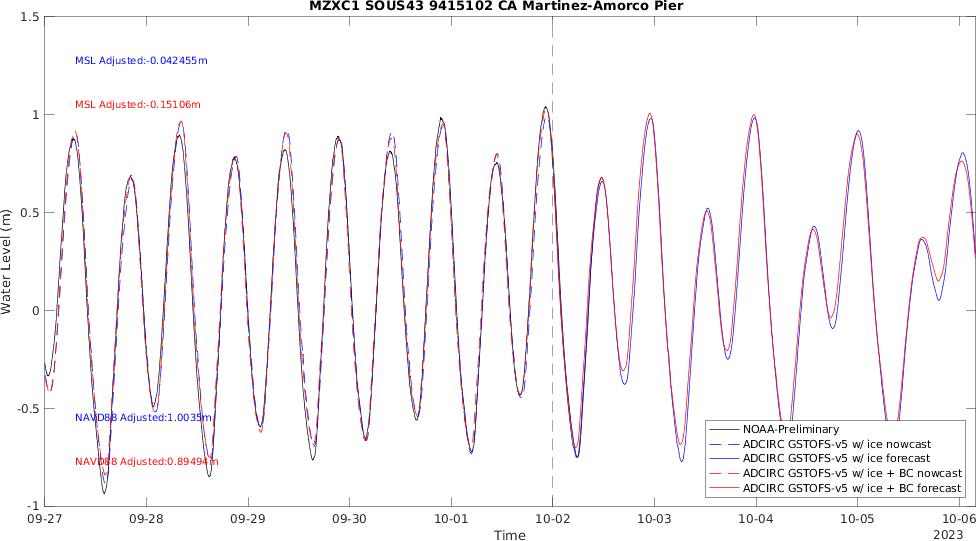 MZXC1 SOUS43 9415102 CA Martinez-Amorco Pier
1.5
1
0.5
0
-0.5
-1
Water Level (m)
MSL Adjusted:-0.042455m
MSL Adjusted:-0.15106m
NAVD88 Adjusted:1.0035m
NAVD88 Adjusted:0.89494m
NOAA-Preliminary
ADCIRC GSTOFS-v5 w/ ice nowcast
ADCIRC GSTOFS-v5 w/ ice forecast
ADCIRC GSTOFS-v5 w/ ice + BC nowcast
ADCIRC GSTOFS-v5 w/ ice + BC forecast
09-27 09-28 09-29 09-30 10-01 10-02 10-03 10-04 10-05 10-06
Time
2023